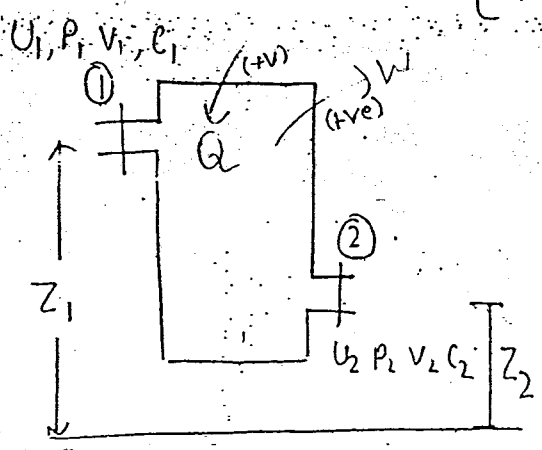 U₁, P₁ V₁, C₁
(+v)
①
W
(+ve)
Q
②
Z₁
U₂ P₂ V₂ C₂
Z₂